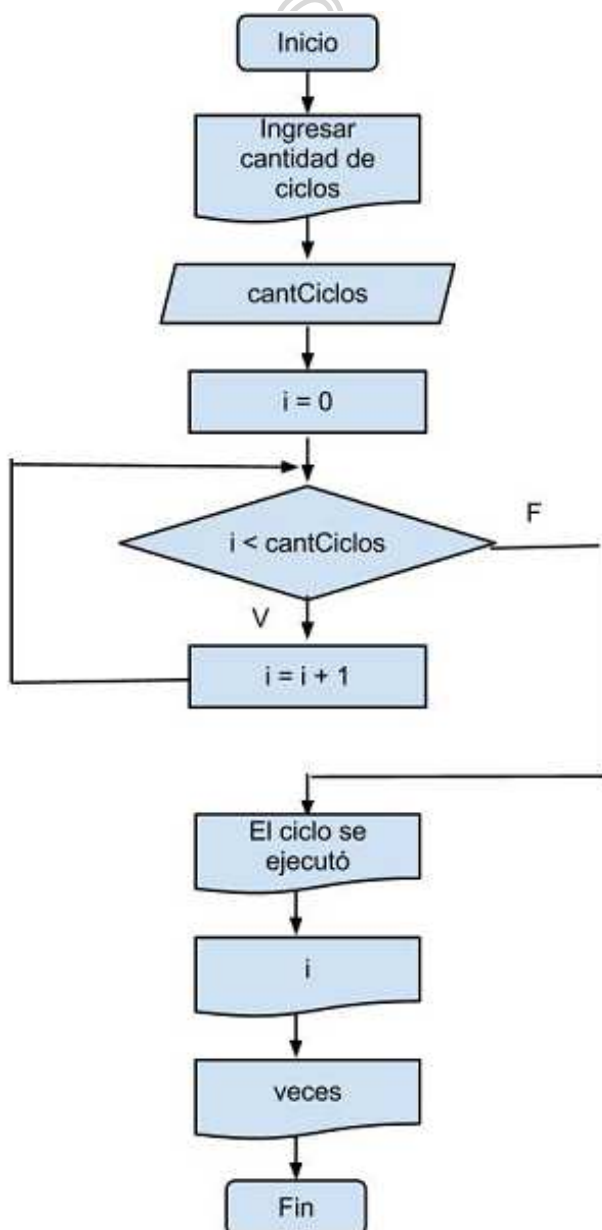 Inicio
Ingresar
cantidad de
ciclos
cantCiclos
i = 0
i < cantCiclos
F
V
i = i + 1
El ciclo se
ejecutó
i
veces
Fin